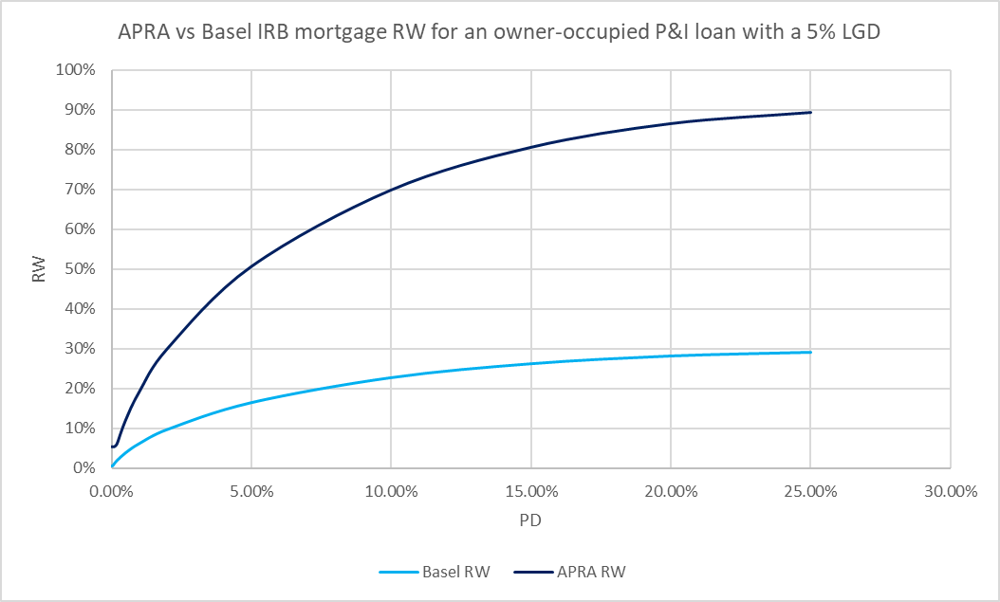 APRA vs Basel IRB mortgage RW for an owner-occupied P&I loan with a 5% LGD
100%
90%
80%
70%
60%
50%
40%
30%
20%
10%
0%
RW
0.00% 5.00% 10.00% 15.00% 20.00% 25.00% 30.00%
PD
Basel RW APRA RW